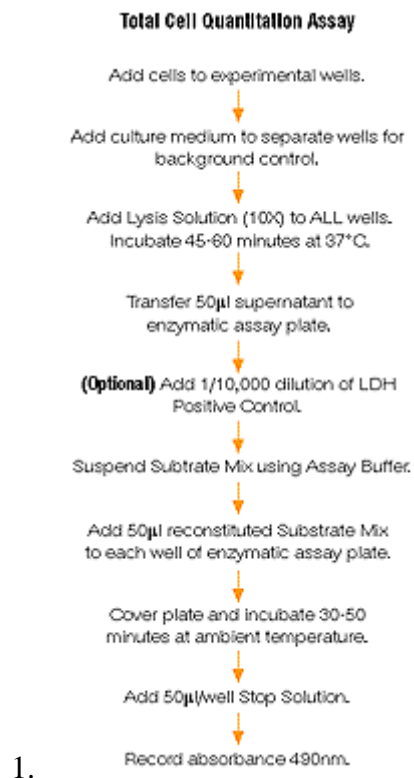 Total Cell Quantitation Assay
Add cells to experimental wells.
Add culture medium to separate wells for
background control.
Add Lysis Solution (10X) to ALL wells.
Incubate 45-60 minutes at 37°C.
Transfer 50µl supernatant to
enzymatic assay plate.
(Optional) Add 1/10,000 dilution of LDH
Positive Control.
Suspend Subtrate Mix using Assay Buffer.
Add 50µl reconstituted Substrate Mix
to each well of enzymatic assay plate.
Cover plate and incubate 30-50
minutes at ambient temperature.
Add 50µl/well Stop Solution.
1. Record absorbance 490nm.